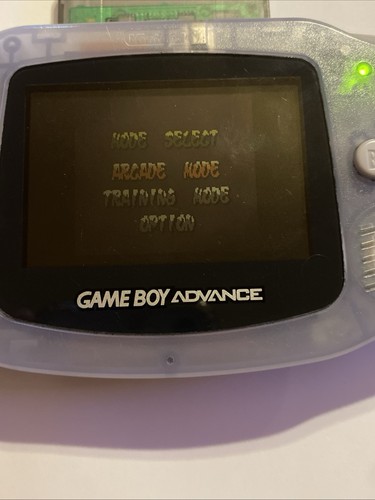 MODE SELECT
ARCADE MODE
TRAINING MODE
OPTION
GAME BOY ADVANCE